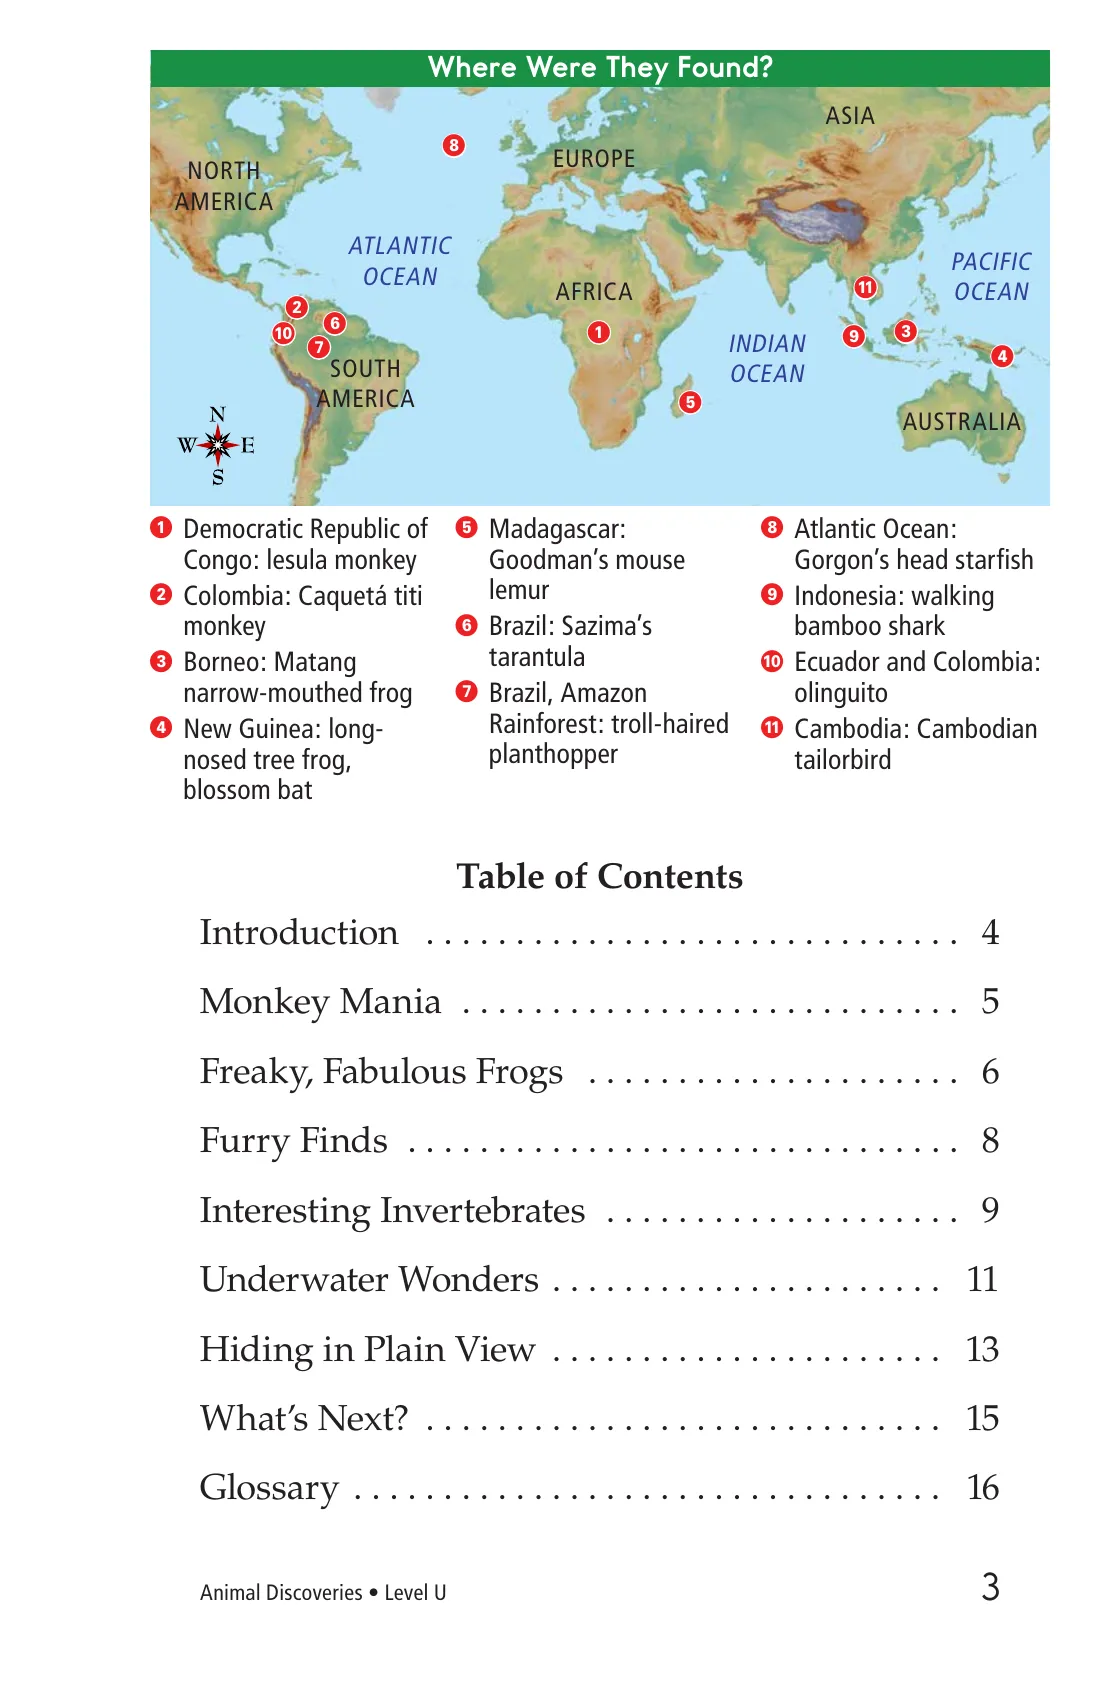 Where Were They Found?
ASIA
8
EUROPE
NORTH
AMERICA
ATLANTIC
OCEAN
PACIFIC
OCEAN
AFRICA
11
2
6
10
7
1
INDIAN
OCEAN
9
3
4
SOUTH
AMERICA
5
AUSTRALIA
N
W E
S
1 Democratic Republic of
Congo: lesula monkey
2 Colombia: Caquetá titi
monkey
3 Borneo: Matang
narrow-mouthed frog
4 New Guinea: long-
nosed tree frog,
blossom bat
5 Madagascar:
Goodman’s mouse
lemur
6 Brazil: Sazima’s
tarantula
7 Brazil, Amazon
Rainforest: troll-haired
planthopper
8 Atlantic Ocean:
Gorgon’s head starfish
9 Indonesia: walking
bamboo shark
10 Ecuador and Colombia:
olinguito
11 Cambodia: Cambodian
tailorbird
Table of Contents
Introduction . . . . . . . . . . . . . . . . . . . . . . . . . . . . . . 4
Monkey Mania . . . . . . . . . . . . . . . . . . . . . . . . . . . . 5
Freaky, Fabulous Frogs . . . . . . . . . . . . . . . . . . . . . 6
Furry Finds . . . . . . . . . . . . . . . . . . . . . . . . . . . . . . . 8
Interesting Invertebrates . . . . . . . . . . . . . . . . . . . . 9
Underwater Wonders . . . . . . . . . . . . . . . . . . . . . . 11
Hiding in Plain View . . . . . . . . . . . . . . . . . . . . . . 13
What’s Next? . . . . . . . . . . . . . . . . . . . . . . . . . . . . . 15
Glossary . . . . . . . . . . . . . . . . . . . . . . . . . . . . . . . . . 16
Animal Discoveries • Level U 3